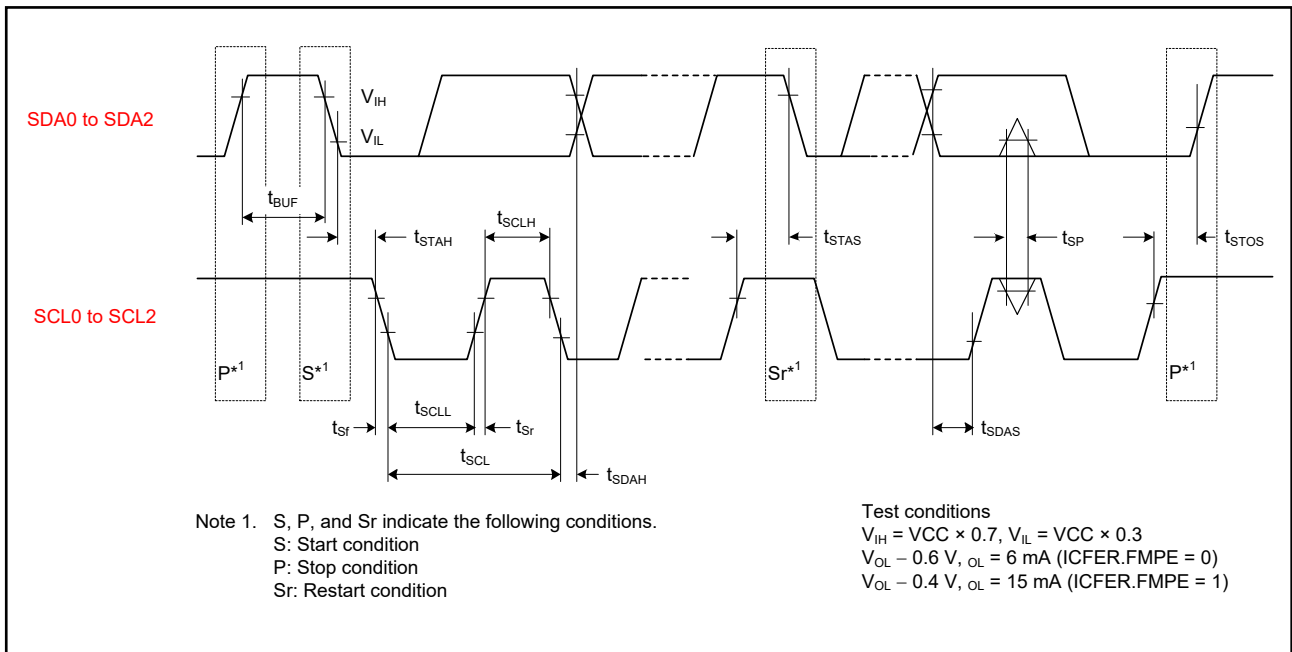 SDA0 to SDA2
VIH
VIL
tBUF
tSTAH
tSCLH
tSTAS
tSP
tSTOS
SCL0 to SCL2
P*1
S*1
Sr*1
P*1
tSf
tSCLL
tSr
tSCL
tSDAH
tSDAS
Note 1. S, P, and Sr indicate the following conditions.
S: Start condition
P: Stop condition
Sr: Restart condition
Test conditions
VIH = VCC × 0.7, VIL = VCC × 0.3
VOL – 0.6 V, OL = 6 mA (ICFER.FMPE = 0)
VOL – 0.4 V, OL = 15 mA (ICFER.FMPE = 1)